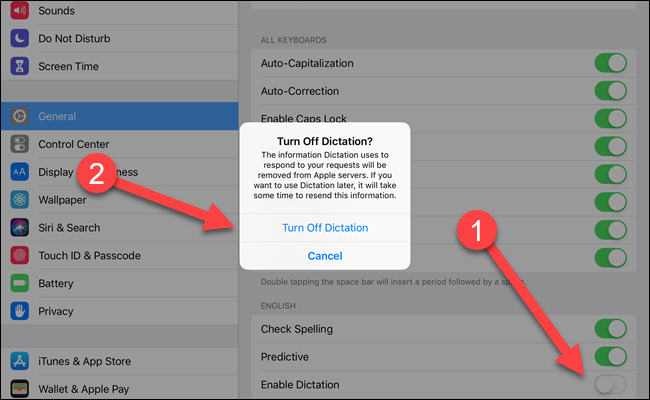 Sounds
Do Not Disturb
Screen Time
General
Control Center
Display
ness
Wallpaper
Siri & Search
Touch ID & Passcode
Battery
Privacy
iTunes & App Store
Wallet & Apple Pay
ALL KEYBOARDS
Auto-Capitalization
Auto-Correction
Enable Caps Lock
Turn Off Dictation?
The information Dictation uses to
respond to your requests will be
removed from Apple servers. If you
want to use Dictation later, it will take
some time to resend this information.
Turn Off Dictation
Cancel
Double tapping the space bar will insert a period followed by a space.
ENGLISH
Check Spelling
Predictive
Enable Dictation
AA
2
1